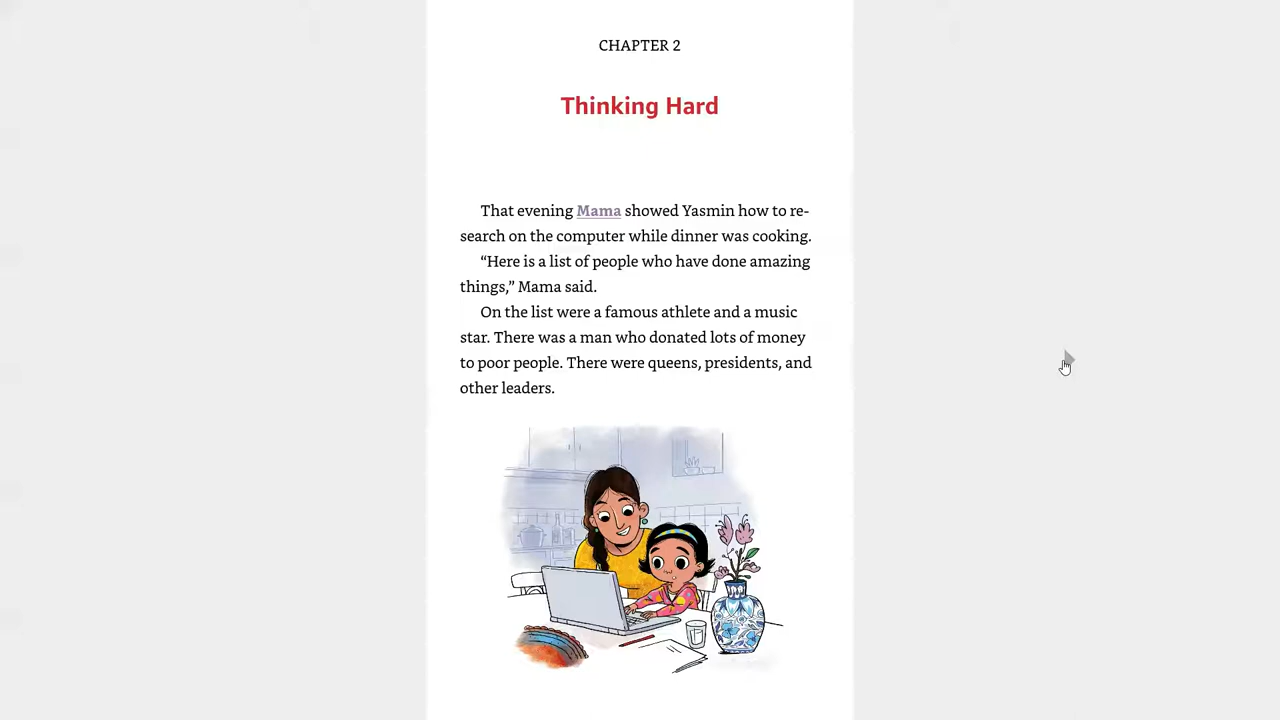 CHAPTER 2
Thinking Hard
That evening Mama showed Yasmin how to re-
search on the computer while dinner was cooking.
“Here is a list of people who have done amazing
things,” Mama said.
On the list were a famous athlete and a music
star. There was a man who donated lots of money
to poor people. There were queens, presidents, and
other leaders.